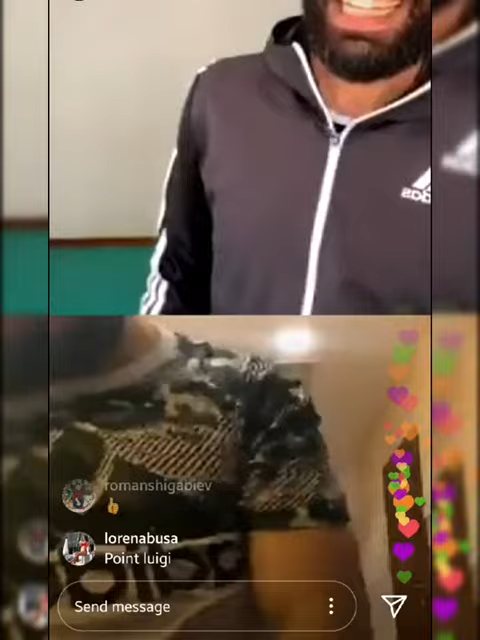 adidas
romanshigabiev
lorenabusa
Point luigi
Send message